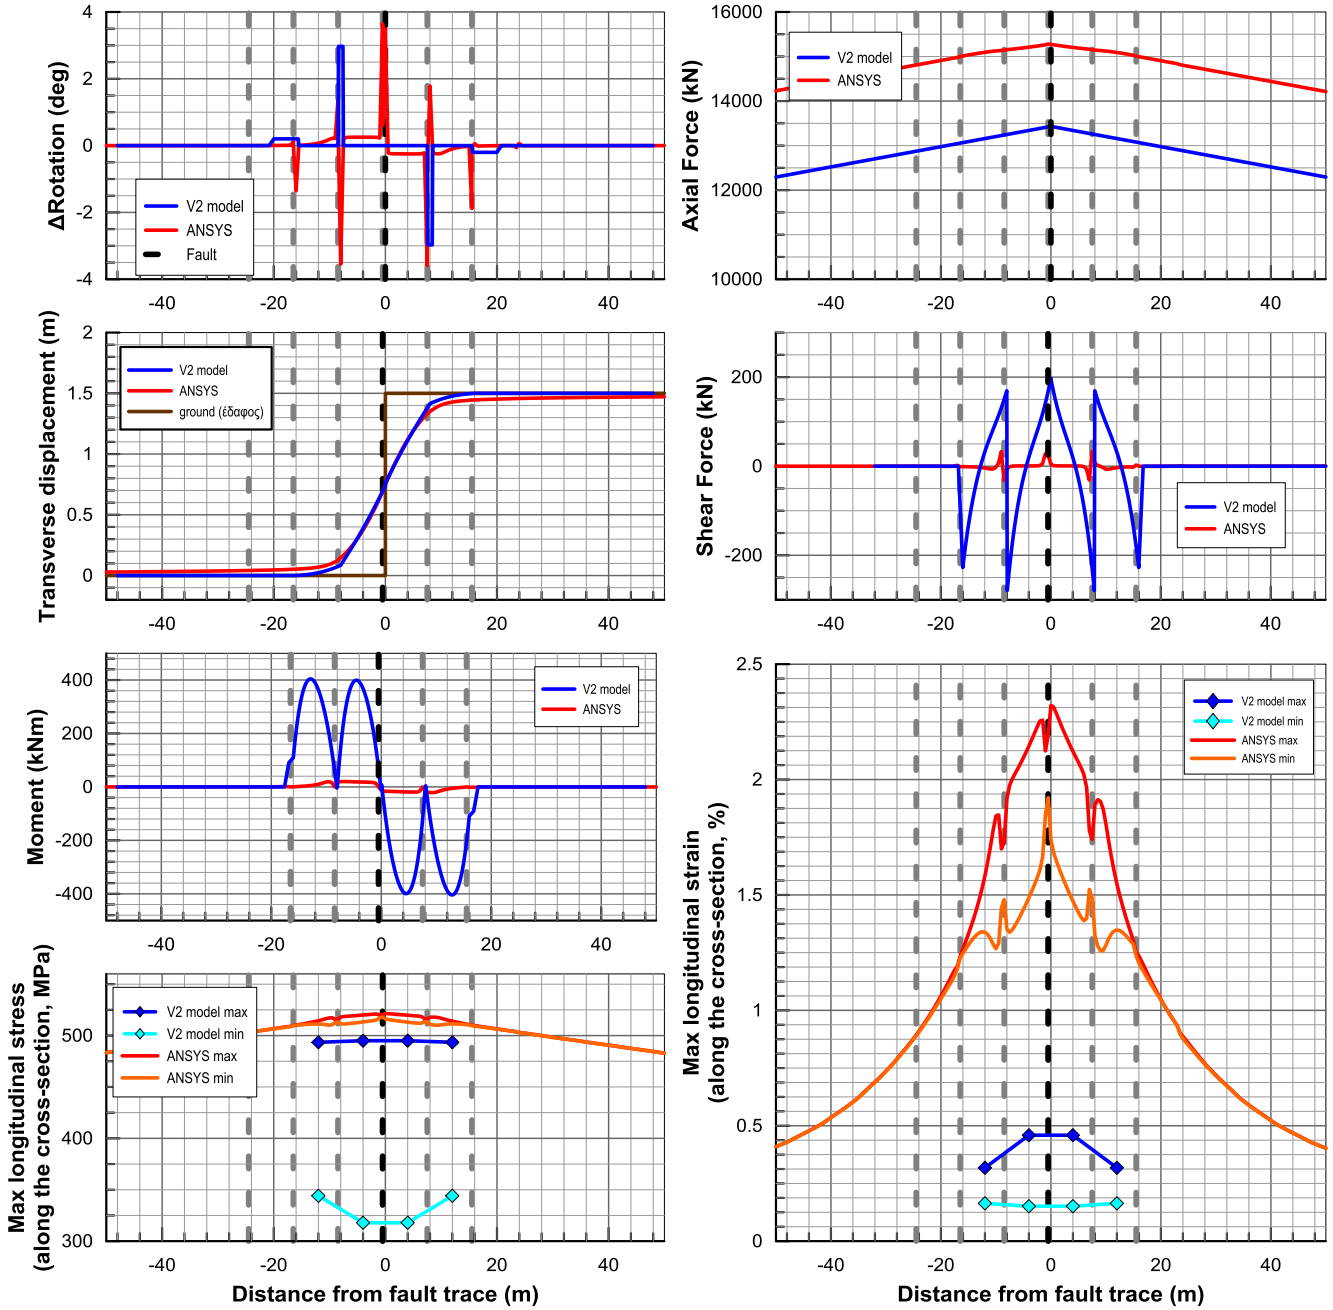 ΔRotation (deg)
4
2
0
-2
-4
V2 model
ANSYS
Fault
-40
-20
0
20
40
Axial Force (kN)
16000
14000
12000
10000
V2 model
ANSYS
-40
-20
0
20
40
Transverse displacement (m)
2
1.5
1
0.5
0
V2 model
ANSYS
ground (έδαφος)
-40
-20
0
20
40
Shear Force (kN)
200
0
-200
V2 model
ANSYS
-40
-20
0
20
40
Moment (kNm)
400
200
0
-200
-400
V2 model
ANSYS
-40
-20
0
20
40
Max longitudinal stress
(along the cross-section, MPa)
500
400
300
V2 model max
V2 model min
ANSYS max
ANSYS min
-40
-20
0
20
40
Distance from fault trace (m)
Max longitudinal strain
(along the cross-section, %)
2.5
2
1.5
1
0.5
0
V2 model max
V2 model min
ANSYS max
ANSYS min
-40
-20
0
20
40
Distance from fault trace (m)